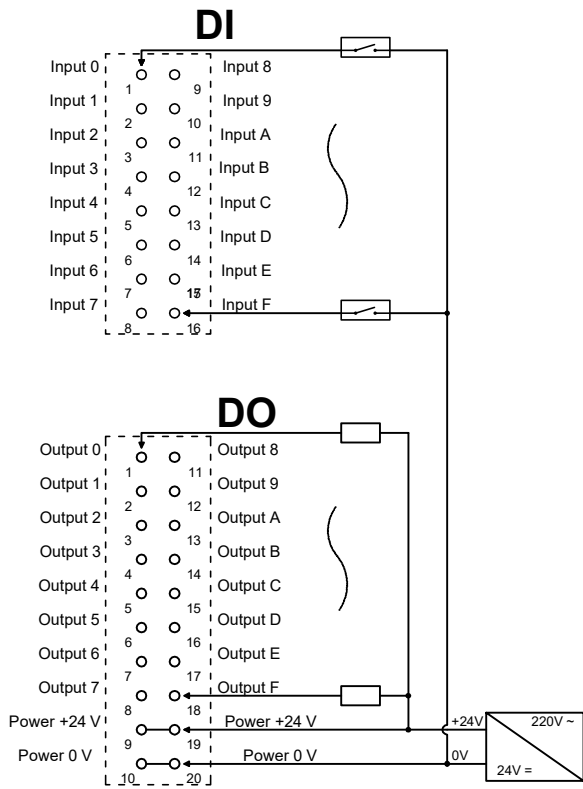 DI
Input 0 Input 8
1 9
Input 1 Input 9
2 10
Input 2 Input A
3 11
Input 3 Input B
4 12
Input 4 Input C
5 13
Input 5 Input D
6 14
Input 6 Input E
7 15
Input 7 Input F
8 16
DO
Output 0 Output 8
1 11
Output 1 Output 9
2 12
Output 2 Output A
3 13
Output 3 Output B
4 14
Output 4 Output C
5 15
Output 5 Output D
6 16
Output 6 Output E
7 17
Output 7 Output F
8 18
Power +24 V Power +24 V +24V 220V ~
9 19
Power 0 V Power 0 V 0V
10 20 24V =